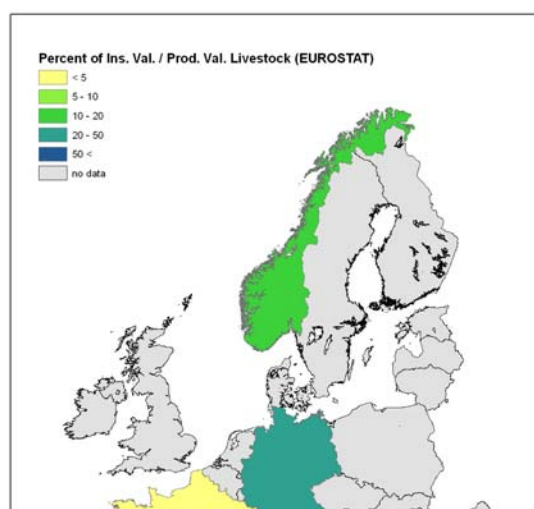 Percent of Ins. Val. / Prod. Val. Livestock (EUROSTAT)
< 5
5 - 10
10 - 20
20 - 50
50 <
no data